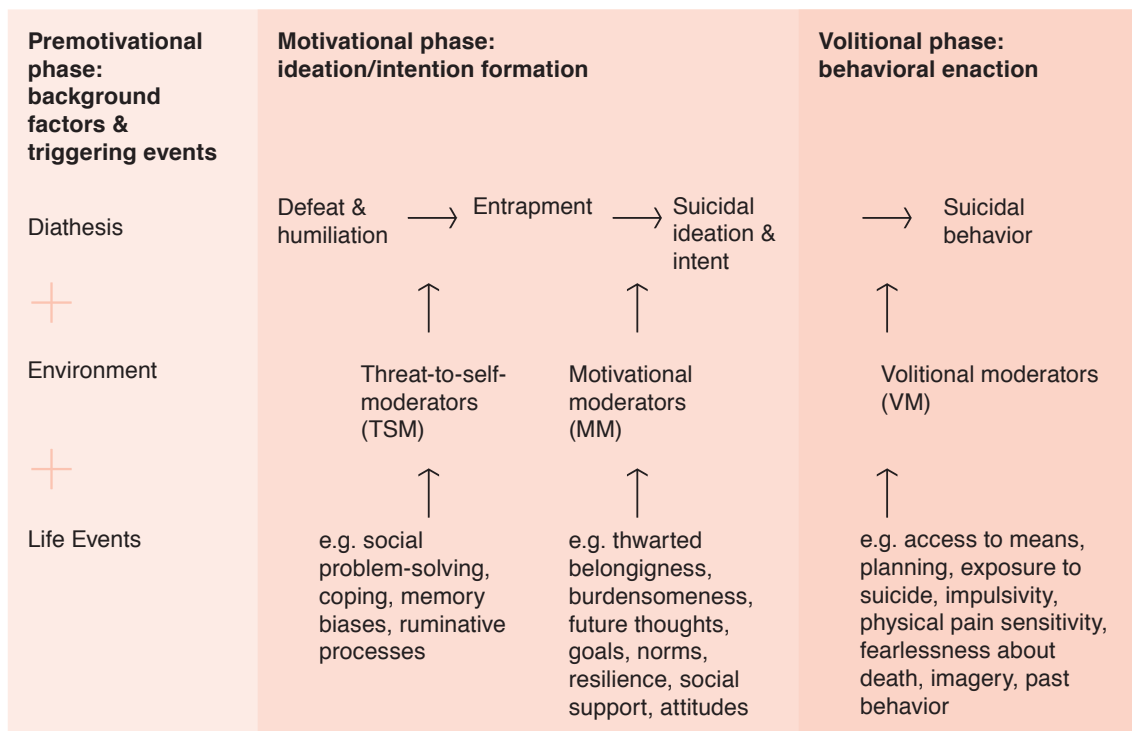 Premotivational
phase:
background
factors &
triggering events
Diathesis
Environment
Life Events
Motivational phase:
ideation/intention formation
Defeat &
humiliation
Entrapment
Suicidal
ideation &
intent
Threat-to-self-
moderators
(TSM)
Motivational
moderators
(MM)
e.g. social
problem-solving,
coping, memory
biases, ruminative
processes
e.g. thwarted
belongigness,
burdensomeness,
future thoughts,
goals, norms,
resilience, social
support, attitudes
Volitional phase:
behavioral enaction
Suicidal
behavior
Volitional moderators
(VM)
e.g. access to means,
planning, exposure to
suicide, impulsivity,
physical pain sensitivity,
fearlessness about
death, imagery, past
behavior